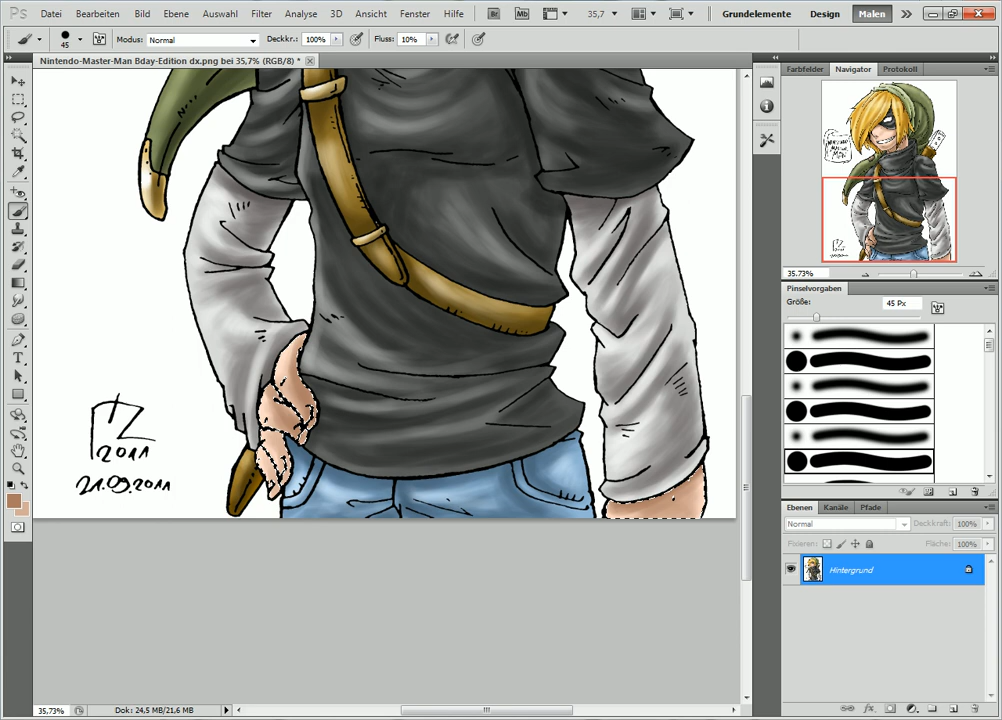 Ps Datei Bearbeiten Bild Ebene Auswahl Filter Analyse 3D Ansicht Fenster Hilfe Br Mb 35,7 Grundelemente Design Malen
45 Modus: Normal Deckkr.: 100% Fluss: 10%
Nintendo-Master-Man Bday-Edition dx.png bei 35,7% (RGB/8) *
Farbfelder Navigator Protokoll
35.73%
Pinselvorgaben
Größe: 45 Px
MZ
2011
21.09.2011
Ebenen Kanäle Pfade
Normal Deckkraft: 100%
Fixieren: Fläche: 100%
Hintergrund
35,73% Dok: 24,5 MB/21,6 MB